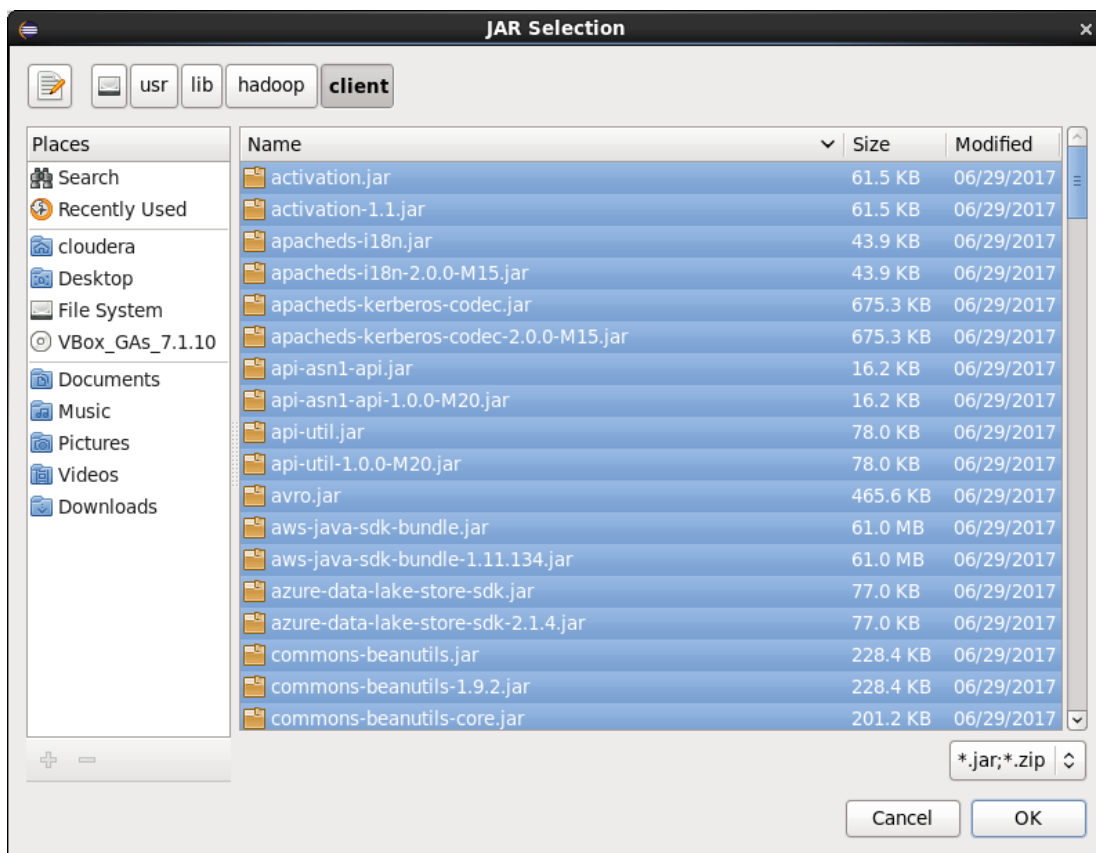 JAR Selection
usr lib hadoop client
Places
Search
Recently Used
cloudera
Desktop
File System
VBox_GAs_7.1.10
Documents
Music
Pictures
Videos
Downloads
Name Size Modified
activation.jar 61.5 KB 06/29/2017
activation-1.1.jar 61.5 KB 06/29/2017
apacheds-i18n.jar 43.9 KB 06/29/2017
apacheds-i18n-2.0.0-M15.jar 43.9 KB 06/29/2017
apacheds-kerberos-codec.jar 675.3 KB 06/29/2017
apacheds-kerberos-codec-2.0.0-M15.jar 675.3 KB 06/29/2017
api-asn1-api.jar 16.2 KB 06/29/2017
api-asn1-api-1.0.0-M20.jar 16.2 KB 06/29/2017
api-util.jar 78.0 KB 06/29/2017
api-util-1.0.0-M20.jar 78.0 KB 06/29/2017
avro.jar 465.6 KB 06/29/2017
aws-java-sdk-bundle.jar 61.0 MB 06/29/2017
aws-java-sdk-bundle-1.11.134.jar 61.0 MB 06/29/2017
azure-data-lake-store-sdk.jar 77.0 KB 06/29/2017
azure-data-lake-store-sdk-2.1.4.jar 77.0 KB 06/29/2017
commons-beanutils.jar 228.4 KB 06/29/2017
commons-beanutils-1.9.2.jar 228.4 KB 06/29/2017
commons-beanutils-core.jar 201.2 KB 06/29/2017
*.jar;*.zip
Cancel OK